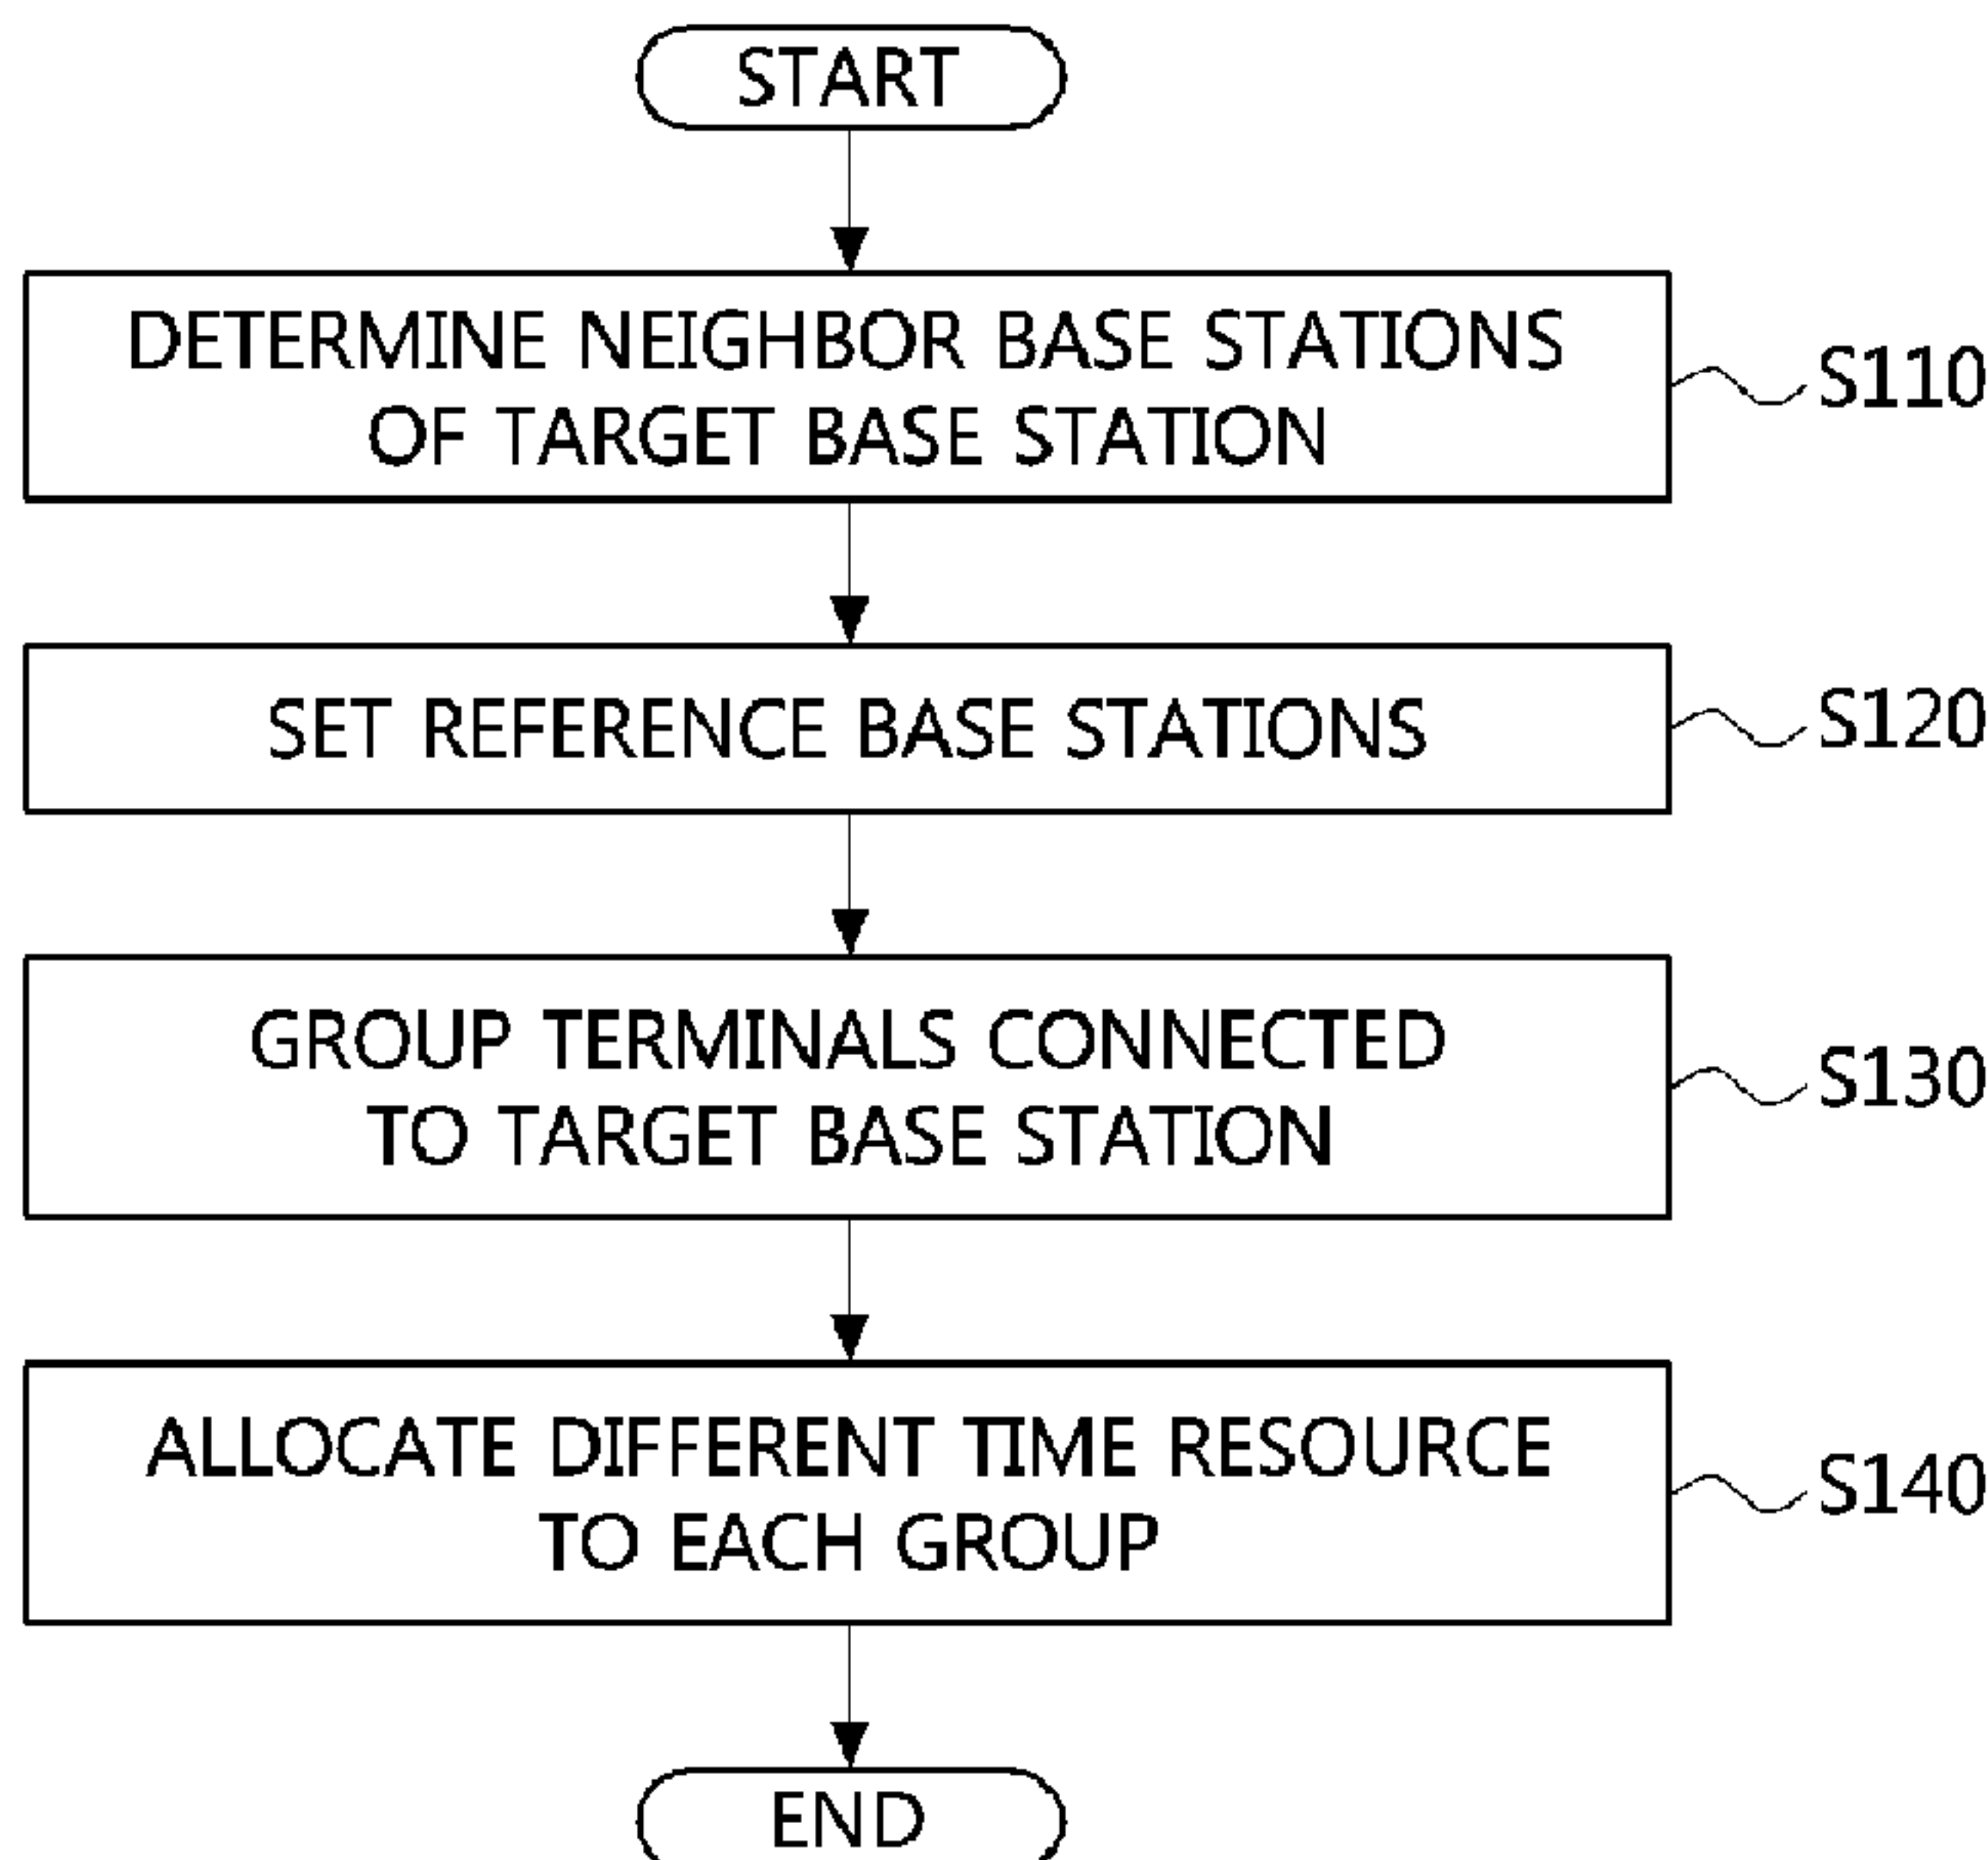 START
DETERMINE NEIGHBOR BASE STATIONS
OF TARGET BASE STATION
S110
SET REFERENCE BASE STATIONS
S120
GROUP TERMINALS CONNECTED
TO TARGET BASE STATION
S130
ALLOCATE DIFFERENT TIME RESOURCE
TO EACH GROUP
S140
END